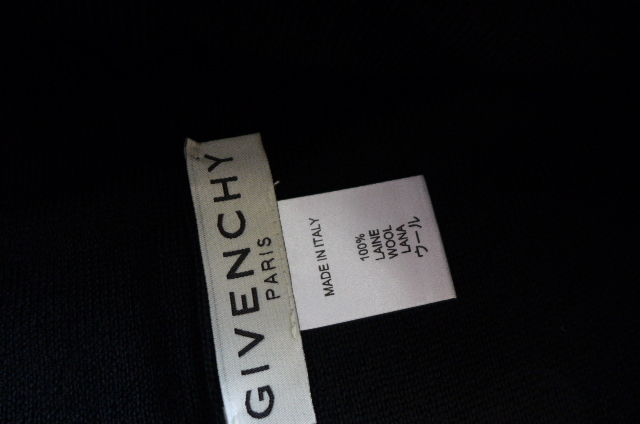 GIVENCHY
PARIS
MADE IN ITALY
100%
LAINE
WOOL
LANA
ウール